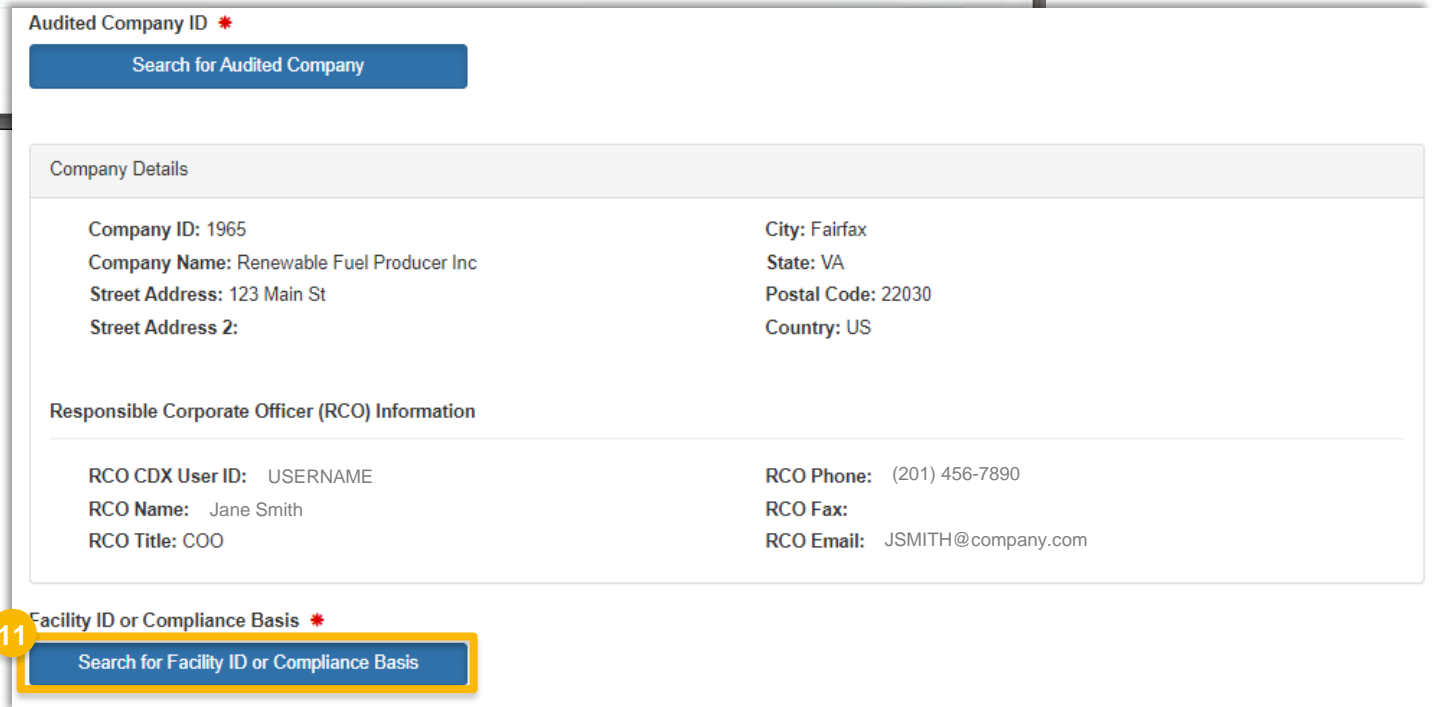 Audited Company ID *
Search for Audited Company
Company Details
Company ID: 1965
City: Fairfax
Company Name: Renewable Fuel Producer Inc
State: VA
Street Address: 123 Main St
Postal Code: 22030
Street Address 2:
Country: US
Responsible Corporate Officer (RCO) Information
RCO CDX User ID: USERNAME
RCO Phone: (201) 456-7890
RCO Name: Jane Smith
RCO Fax:
RCO Title: COO
RCO Email: JSMITH@company.com
Facility ID or Compliance Basis *
11
Search for Facility ID or Compliance Basis